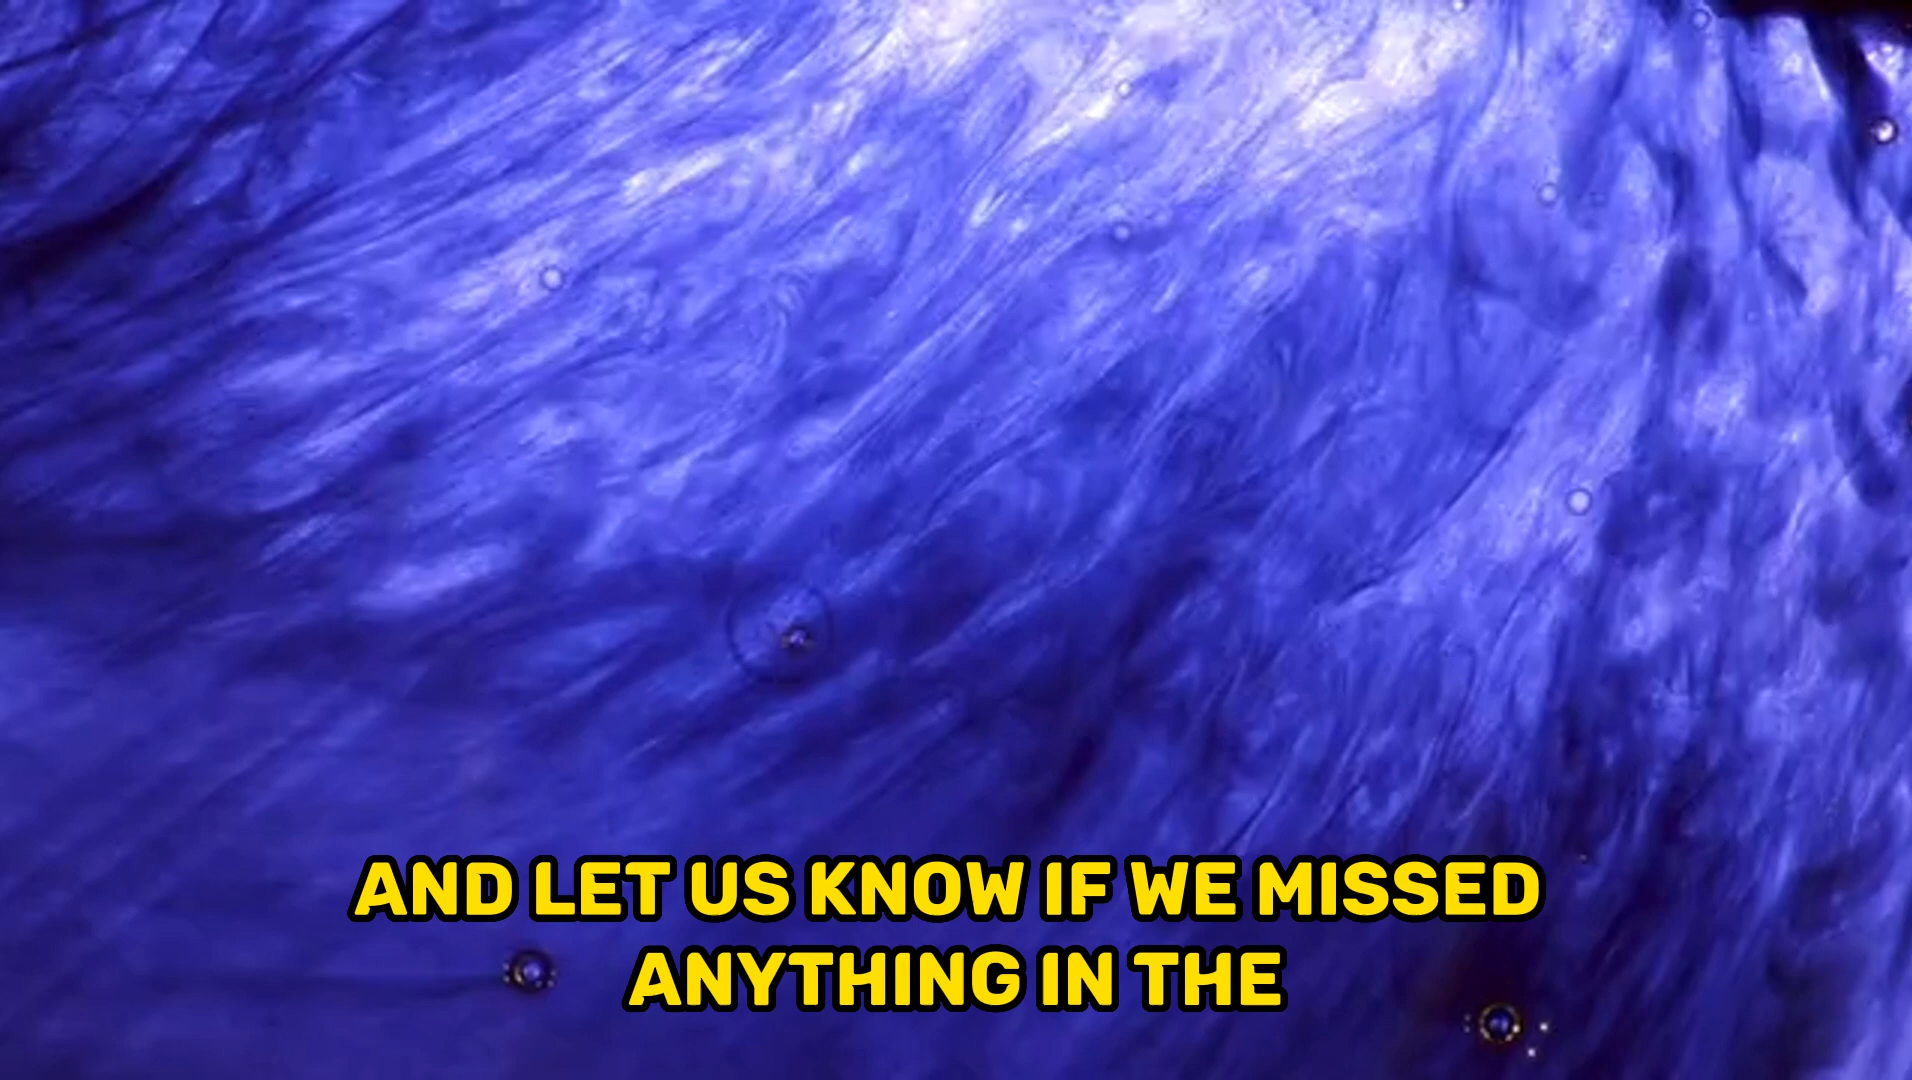 AND LET US KNOW IF WE MISSED
ANYTHING IN THE